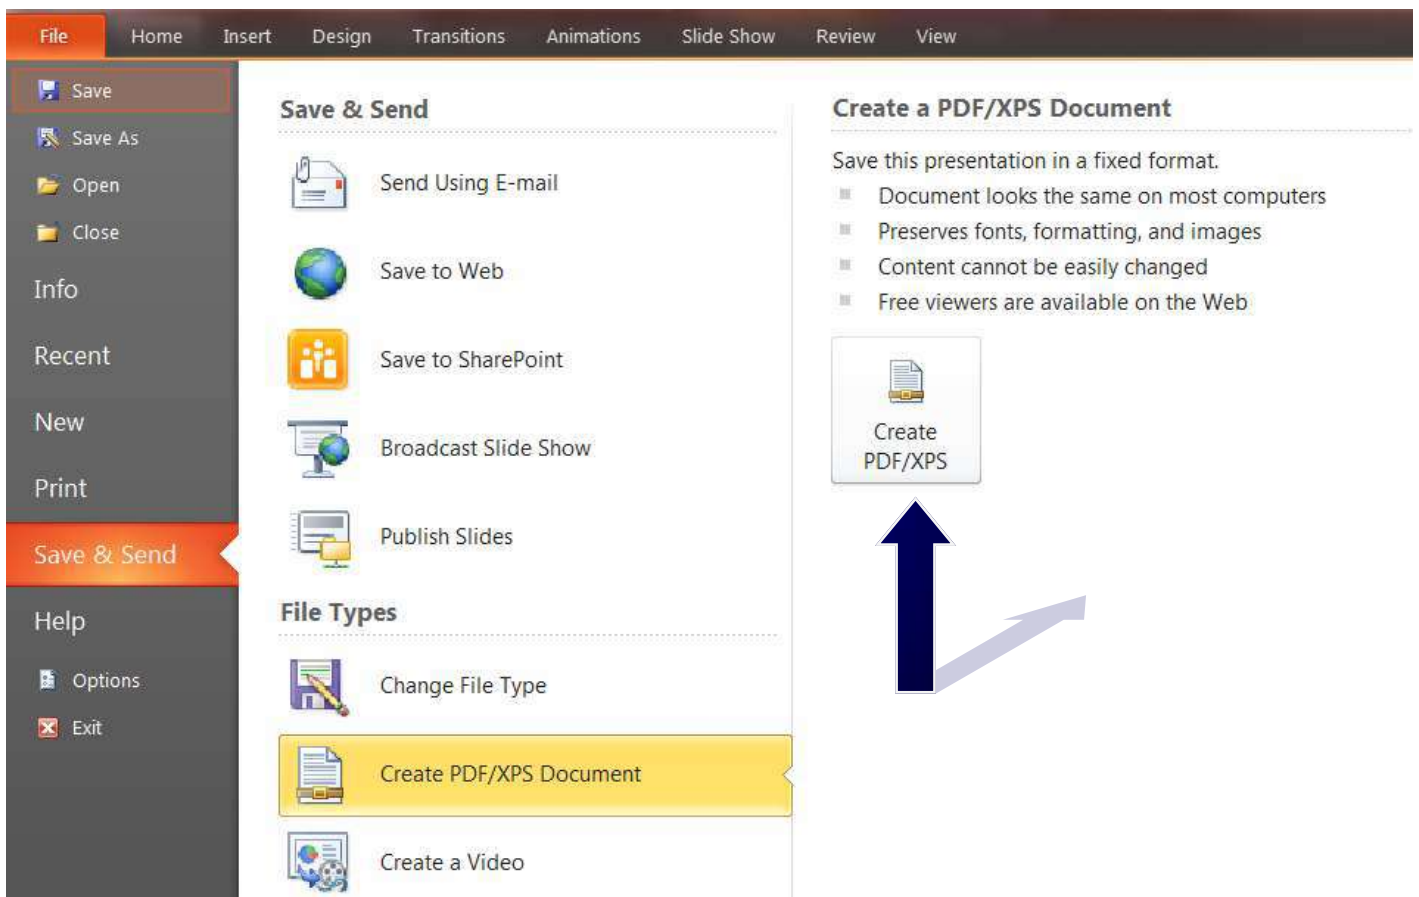 File Home Insert Design Transitions Animations Slide Show Review View
Save
Save As
Open
Close
Info
Recent
New
Print
Save & Send
Help
Options
Exit
Save & Send
Send Using E-mail
Save to Web
Save to SharePoint
Broadcast Slide Show
Publish Slides
File Types
Change File Type
Create PDF/XPS Document
Create a Video
Create a PDF/XPS Document
Save this presentation in a fixed format.
Document looks the same on most computers
Preserves fonts, formatting, and images
Content cannot be easily changed
Free viewers are available on the Web
Create
PDF/XPS